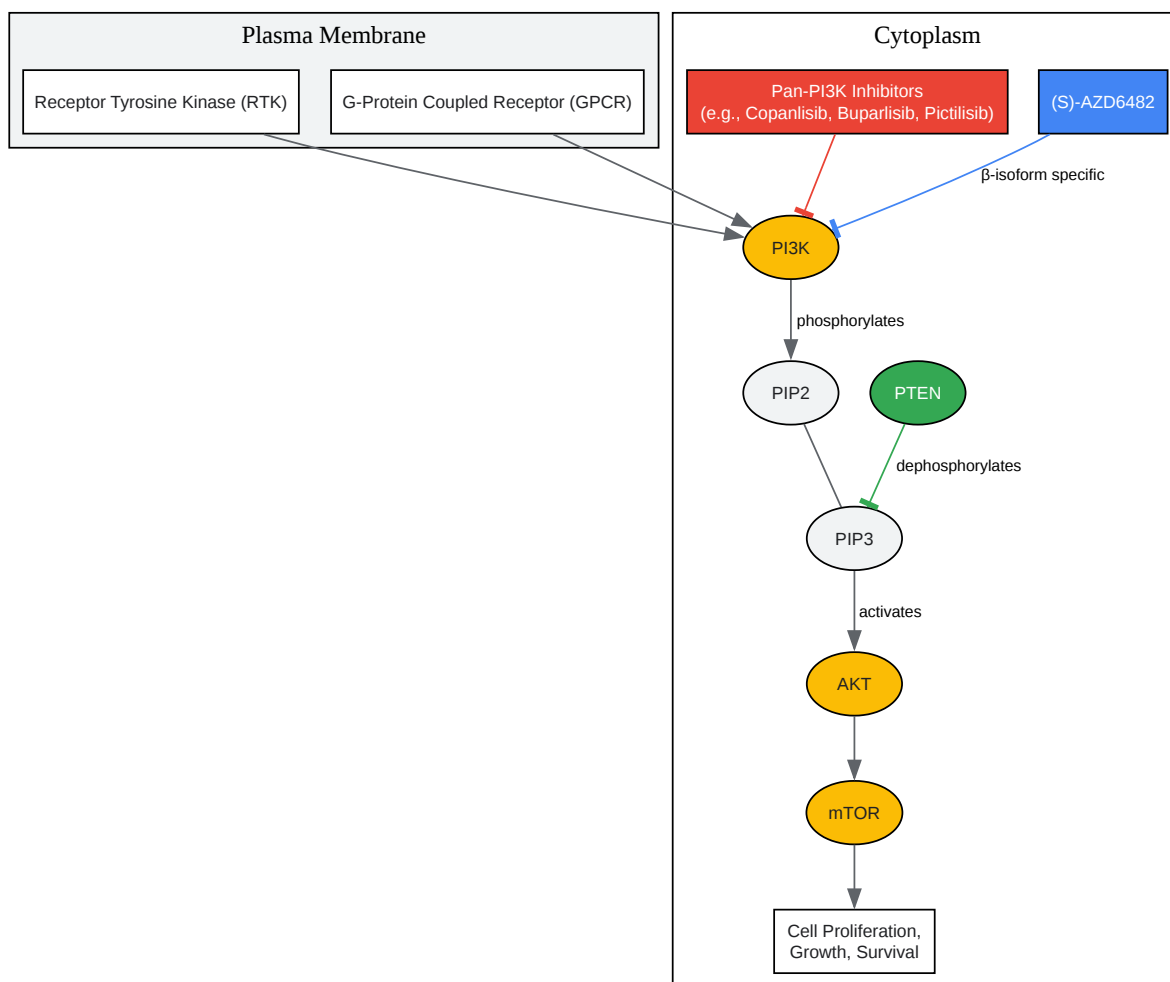 Plasma Membrane
Cytoplasm
Receptor Tyrosine Kinase (RTK)
G-Protein Coupled Receptor (GPCR)
Pan-PI3K Inhibitors
(e.g., Copanlisib, Buparlisib, Pictilisib)
(S)-AZD6482
β-isoform specific
PI3K
phosphorylates
PIP2
PTEN
dephosphorylates
PIP3
activates
AKT
mTOR
Cell Proliferation,
Growth, Survival